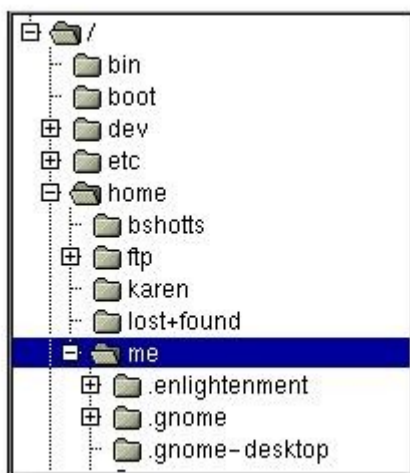 /
bin
boot
dev
etc
home
bshotts
ftp
karen
lost+found
me
.enlightenment
.gnome
.gnome-desktop